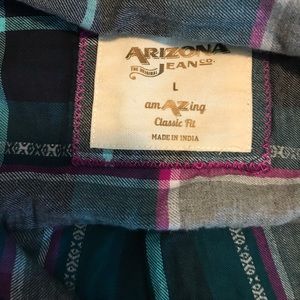 ARIZONA
THE ORIGINAL JEAN CO.
L
amAZing
Classic Fit
MADE IN INDIA